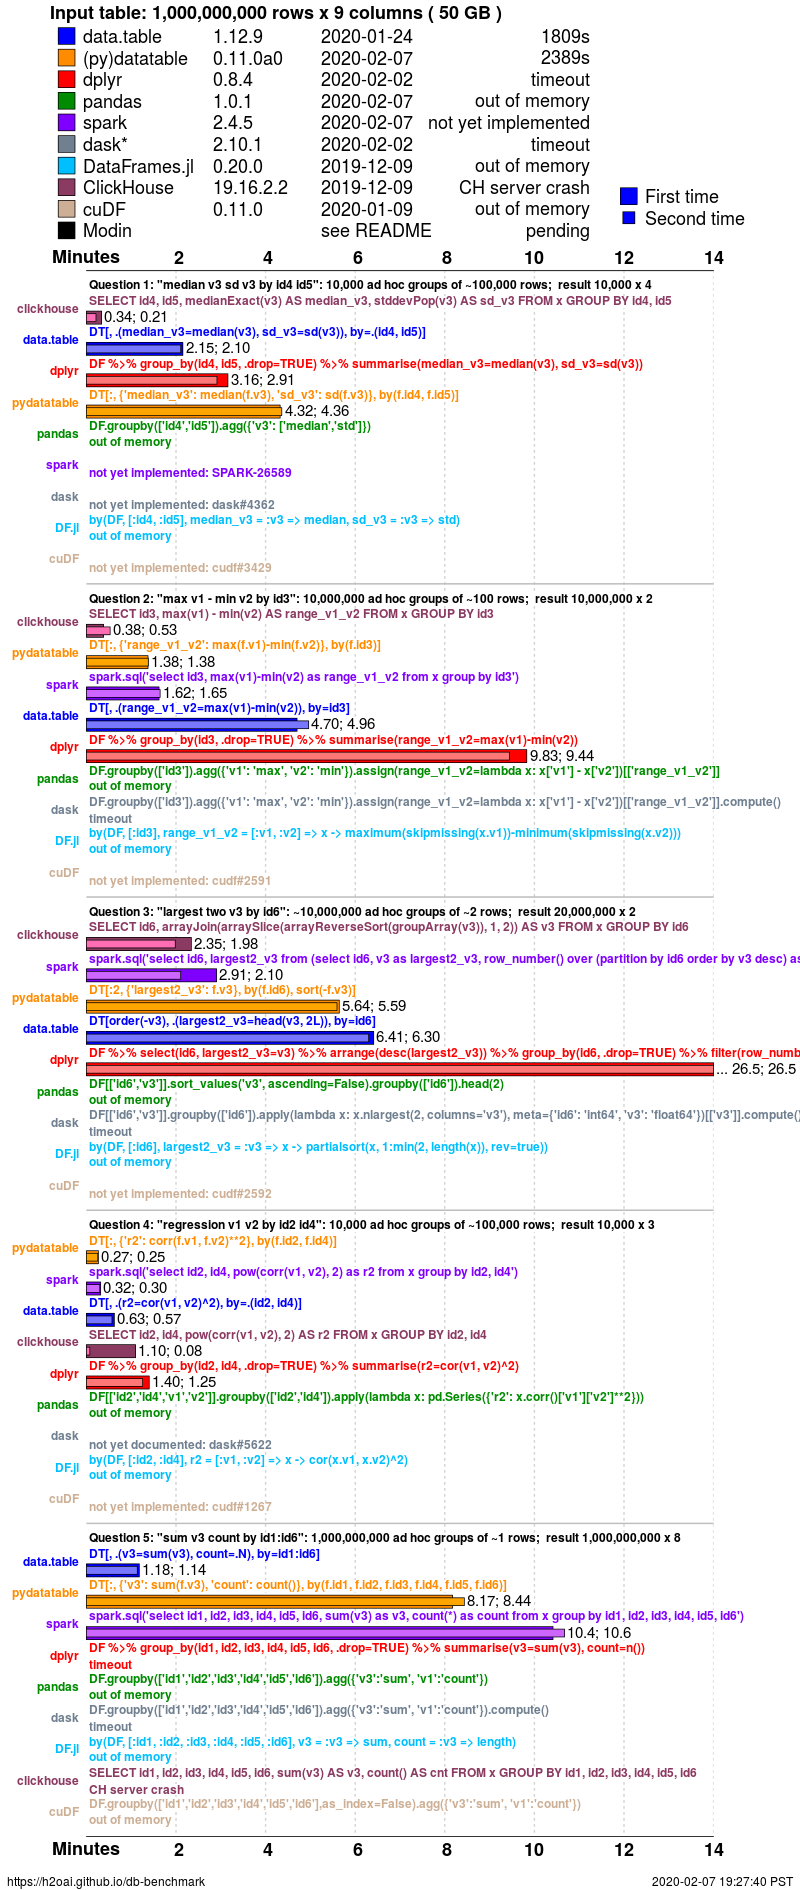 Input table: 1,000,000,000 rows x 9 columns ( 50 GB )
data.table 1.12.9 2020-01-24 1809s
(py)datatable 0.11.0a0 2020-02-07 2389s
dplyr 0.8.4 2020-02-02 timeout
pandas 1.0.1 2020-02-07 out of memory
spark 2.4.5 2020-02-07 not yet implemented
dask* 2.10.1 2020-02-02 timeout
DataFrames.jl 0.20.0 2019-12-09 out of memory
ClickHouse 19.16.2.2 2019-12-09 CH server crash
cuDF 0.11.0 2020-01-09 out of memory
Modin see README pending
First time
Second time
Minutes 2 4 6 8 10 12 14
Question 1: "median v3 sd v3 by id4 id5": 10,000 ad hoc groups of ~100,000 rows; result 10,000 x 4
SELECT id4, id5, medianExact(v3) AS median_v3, stddevPop(v3) AS sd_v3 FROM x GROUP BY id4, id5
clickhouse 0.34; 0.21
DT[, .(median_v3=median(v3), sd_v3=sd(v3)), by=.(id4, id5)]
data.table 2.15; 2.10
DF %>% group_by(id4, id5, .drop=TRUE) %>% summarise(median_v3=median(v3), sd_v3=sd(v3))
dplyr 3.16; 2.91
DT[:, {'median_v3': median(f.v3), 'sd_v3': sd(f.v3)}, by(f.id4, f.id5)]
pydatatable 4.32; 4.36
DF.groupby(['id4','id5']).agg({'v3': ['median','std']})
pandas out of memory
spark not yet implemented: SPARK-26589
dask not yet implemented: dask#4362
by(DF, [:id4, :id5], median_v3 = :v3 => median, sd_v3 = :v3 => std)
DF.jl out of memory
cuDF not yet implemented: cudf#3429
Question 2: "max v1 - min v2 by id3": 10,000,000 ad hoc groups of ~100 rows; result 10,000,000 x 2
SELECT id3, max(v1) - min(v2) AS range_v1_v2 FROM x GROUP BY id3
clickhouse 0.38; 0.53
DT[:, {'range_v1_v2': max(f.v1)-min(f.v2)}, by(f.id3)]
pydatatable 1.38; 1.38
spark.sql('select id3, max(v1)-min(v2) as range_v1_v2 from x group by id3')
spark 1.62; 1.65
DT[, .(range_v1_v2=max(v1)-min(v2)), by=id3]
data.table 4.70; 4.96
DF %>% group_by(id3, .drop=TRUE) %>% summarise(range_v1_v2=max(v1)-min(v2))
dplyr 9.83; 9.44
DF.groupby(['id3']).agg({'v1': 'max', 'v2': 'min'}).assign(range_v1_v2=lambda x: x['v1'] - x['v2'])[['range_v1_v2']]
pandas out of memory
DF.groupby(['id3']).agg({'v1': 'max', 'v2': 'min'}).assign(range_v1_v2=lambda x: x['v1'] - x['v2'])[['range_v1_v2']].compute()
dask timeout
by(DF, [:id3], range_v1_v2 = [:v1, :v2] => x -> maximum(skipmissing(x.v1))-minimum(skipmissing(x.v2)))
DF.jl out of memory
cuDF not yet implemented: cudf#2591
Question 3: "largest two v3 by id6": ~10,000,000 ad hoc groups of ~2 rows; result 20,000,000 x 2
SELECT id6, arrayJoin(arraySlice(arrayReverseSort(groupArray(v3)), 1, 2)) AS v3 FROM x GROUP BY id6
clickhouse 2.35; 1.98
spark.sql('select id6, largest2_v3 from (select id6, v3 as largest2_v3, row_number() over (partition by id6 order by v3 desc) as
spark 2.91; 2.10
DT[:2, {'largest2_v3': f.v3}, by(f.id6), sort(-f.v3)]
pydatatable 5.64; 5.59
DT[order(-v3), .(largest2_v3=head(v3, 2L)), by=id6]
data.table 6.41; 6.30
DF %>% select(id6, largest2_v3=v3) %>% arrange(desc(largest2_v3)) %>% group_by(id6, .drop=TRUE) %>% filter(row_numb
dplyr ... 26.5; 26.5
DF[['id6','v3']].sort_values('v3', ascending=False).groupby(['id6']).head(2)
pandas out of memory
DF[['id6','v3']].groupby(['id6']).apply(lambda x: x.nlargest(2, columns='v3'), meta={'id6': 'int64', 'v3': 'float64'})[['v3']].compute()
dask timeout
by(DF, [:id6], largest2_v3 = :v3 => x -> partialsort(x, 1:min(2, length(x)), rev=true))
DF.jl out of memory
cuDF not yet implemented: cudf#2592
Question 4: "regression v1 v2 by id2 id4": 10,000 ad hoc groups of ~100,000 rows; result 10,000 x 3
DT[:, {'r2': corr(f.v1, f.v2)**2}, by(f.id2, f.id4)]
pydatatable 0.27; 0.25
spark.sql('select id2, id4, pow(corr(v1, v2), 2) as r2 from x group by id2, id4')
spark 0.32; 0.30
DT[, .(r2=cor(v1, v2)^2), by=.(id2, id4)]
data.table 0.63; 0.57
SELECT id2, id4, pow(corr(v1, v2), 2) AS r2 FROM x GROUP BY id2, id4
clickhouse 1.10; 0.08
DF %>% group_by(id2, id4, .drop=TRUE) %>% summarise(r2=cor(v1, v2)^2)
dplyr 1.40; 1.25
DF[['id2','id4','v1','v2']].groupby(['id2','id4']).apply(lambda x: pd.Series({'r2': x.corr()['v1']['v2']**2}))
pandas out of memory
dask not yet documented: dask#5622
by(DF, [:id2, :id4], r2 = [:v1, :v2] => x -> cor(x.v1, x.v2)^2)
DF.jl out of memory
cuDF not yet implemented: cudf#1267
Question 5: "sum v3 count by id1:id6": 1,000,000,000 ad hoc groups of ~1 rows; result 1,000,000,000 x 8
DT[, .(v3=sum(v3), count=.N), by=id1:id6]
data.table 1.18; 1.14
DT[:, {'v3': sum(f.v3), 'count': count()}, by(f.id1, f.id2, f.id3, f.id4, f.id5, f.id6)]
pydatatable 8.17; 8.44
spark.sql('select id1, id2, id3, id4, id5, id6, sum(v3) as v3, count(*) as count from x group by id1, id2, id3, id4, id5, id6')
spark 10.4; 10.6
DF %>% group_by(id1, id2, id3, id4, id5, id6, .drop=TRUE) %>% summarise(v3=sum(v3), count=n())
dplyr timeout
DF.groupby(['id1','id2','id3','id4','id5','id6']).agg({'v3':'sum', 'v1':'count'})
pandas out of memory
DF.groupby(['id1','id2','id3','id4','id5','id6']).agg({'v3':'sum', 'v1':'count'}).compute()
dask timeout
by(DF, [:id1, :id2, :id3, :id4, :id5, :id6], v3 = :v3 => sum, count = :v3 => length)
DF.jl out of memory
SELECT id1, id2, id3, id4, id5, id6, sum(v3) AS v3, count() AS cnt FROM x GROUP BY id1, id2, id3, id4, id5, id6
clickhouse CH server crash
DF.groupby(['id1','id2','id3','id4','id5','id6'],as_index=False).agg({'v3':'sum', 'v1':'count'})
cuDF out of memory
Minutes 2 4 6 8 10 12 14
https://h2oai.github.io/db-benchmark 2020-02-07 19:27:40 PST